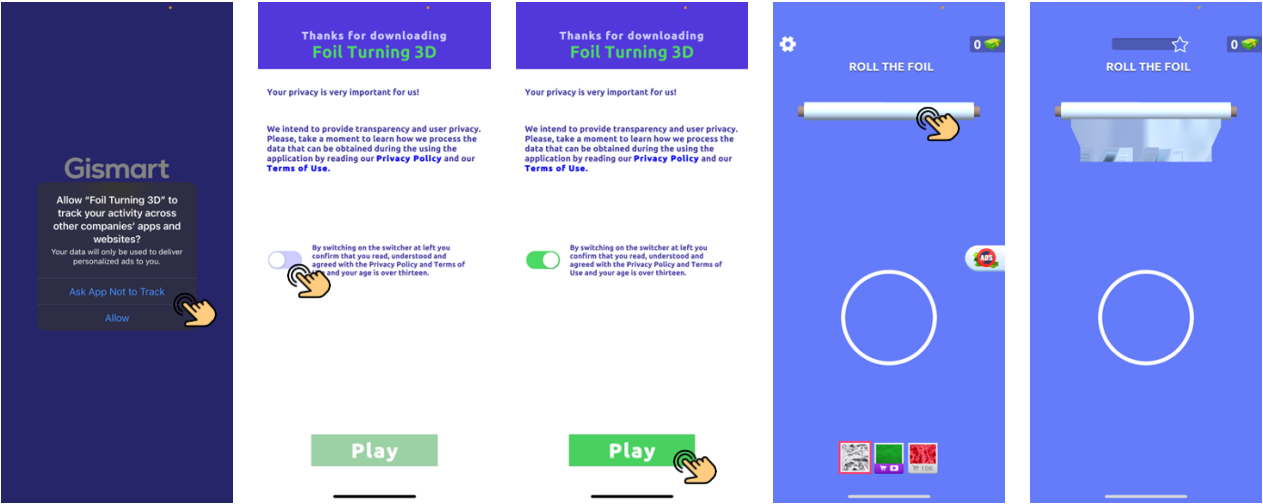 Gismart
Allow “Foil Turning 3D” to
track your activity across
other companies’ apps and
websites?
Your data will only be used to deliver
personalized ads to you.
Ask App Not to Track
Allow
Thanks for downloading
Foil Turning 3D
Your privacy is very important for us!
We intend to provide transparency and user privacy.
Please, take a moment to learn how we process the
data that can be obtained during the using the
application by reading our Privacy Policy and our
Terms of Use.
By switching on the switcher at left you
confirm that you read, understood and
agreed with the Privacy Policy and Terms of
and your age is over thirteen.
Play
Thanks for downloading
Foil Turning 3D
Your privacy is very important for us!
We intend to provide transparency and user privacy.
Please, take a moment to learn how we process the
data that can be obtained during the using the
application by reading our Privacy Policy and our
Terms of Use.
By switching on the switcher at left you
confirm that you read, understood and
agreed with the Privacy Policy and Terms of
Use and your age is over thirteen.
Play
0
ROLL THE FOIL
ADS
10K
0
ROLL THE FOIL